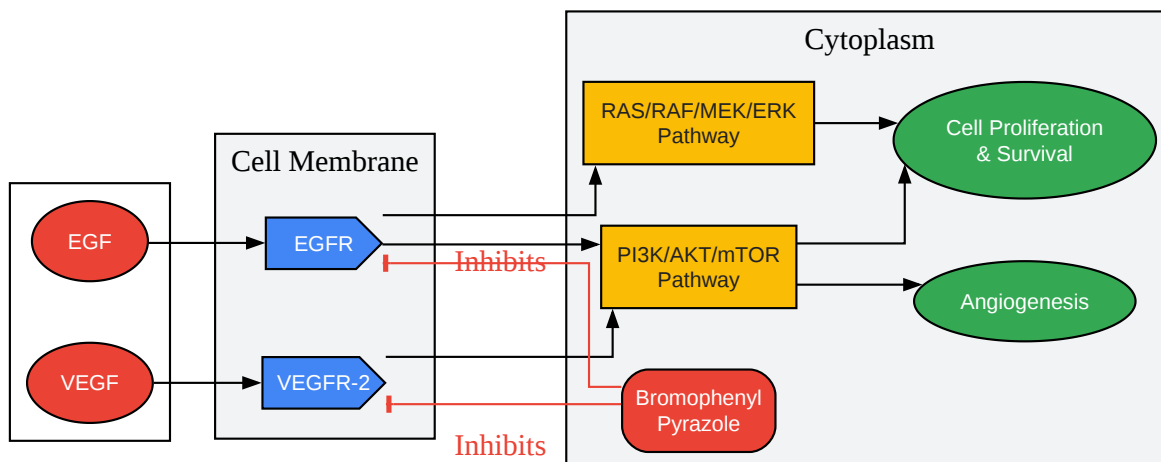 Cytoplasm
RAS/RAF/MEK/ERK
Pathway
Cell Proliferation
& Survival
Cell Membrane
EGF
EGFR
Inhibits
PI3K/AKT/mTOR
Pathway
Angiogenesis
VEGF
VEGFR-2
Bromophenyl
Pyrazole
Inhibits